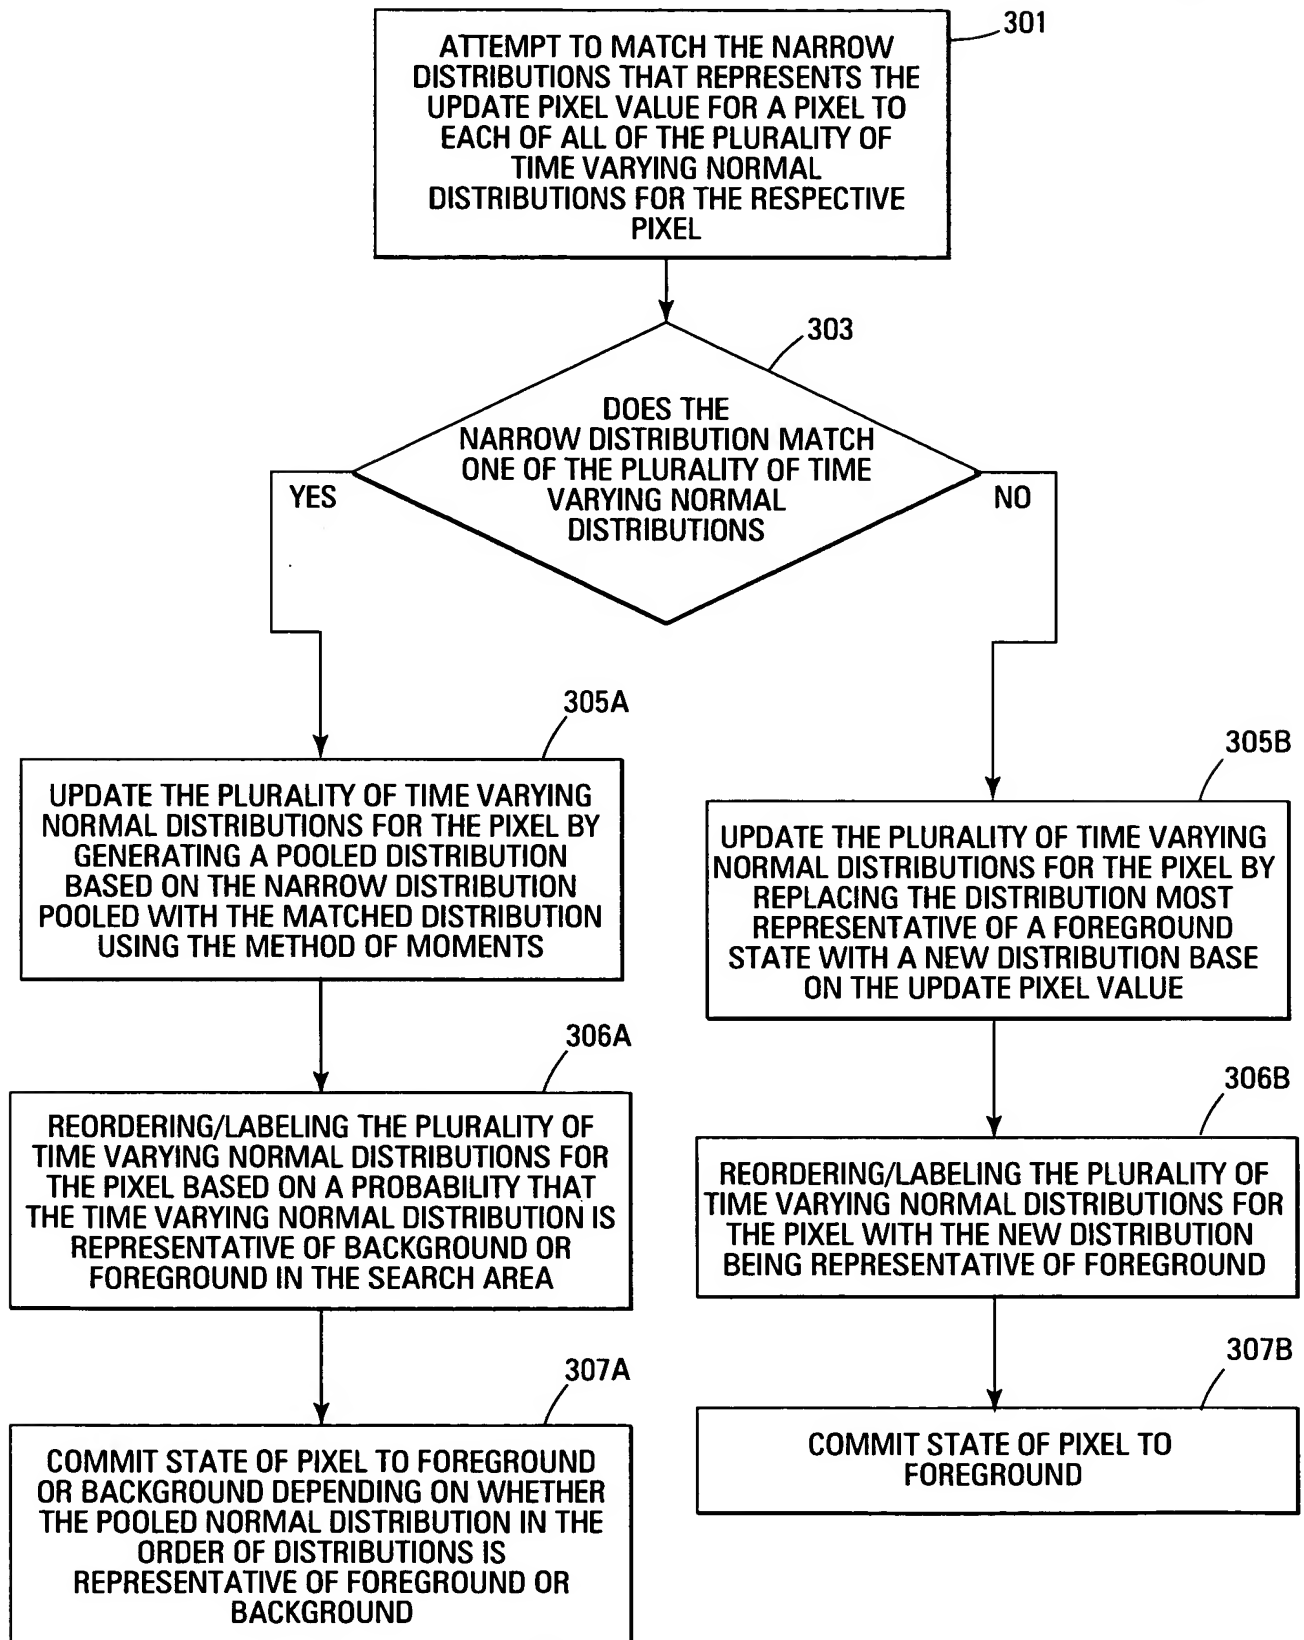 301
ATTEMPT TO MATCH THE NARROW
DISTRIBUTIONS THAT REPRESENTS THE
UPDATE PIXEL VALUE FOR A PIXEL TO
EACH OF ALL OF THE PLURALITY OF
TIME VARYING NORMAL
DISTRIBUTIONS FOR THE RESPECTIVE
PIXEL
303
DOES THE
NARROW DISTRIBUTION MATCH
ONE OF THE PLURALITY OF TIME
VARYING NORMAL
DISTRIBUTIONS
YES
NO
305A
UPDATE THE PLURALITY OF TIME VARYING
NORMAL DISTRIBUTIONS FOR THE PIXEL BY
GENERATING A POOLED DISTRIBUTION
BASED ON THE NARROW DISTRIBUTION
POOLED WITH THE MATCHED DISTRIBUTION
USING THE METHOD OF MOMENTS
305B
UPDATE THE PLURALITY OF TIME VARYING
NORMAL DISTRIBUTIONS FOR THE PIXEL BY
REPLACING THE DISTRIBUTION MOST
REPRESENTATIVE OF A FOREGROUND
STATE WITH A NEW DISTRIBUTION BASE
ON THE UPDATE PIXEL VALUE
306A
REORDERING/LABELING THE PLURALITY OF
TIME VARYING NORMAL DISTRIBUTIONS FOR
THE PIXEL BASED ON A PROBABILITY THAT
THE TIME VARYING NORMAL DISTRIBUTION IS
REPRESENTATIVE OF BACKGROUND OR
FOREGROUND IN THE SEARCH AREA
306B
REORDERING/LABELING THE PLURALITY OF
TIME VARYING NORMAL DISTRIBUTIONS FOR
THE PIXEL WITH THE NEW DISTRIBUTION
BEING REPRESENTATIVE OF FOREGROUND
307A
COMMIT STATE OF PIXEL TO FOREGROUND
OR BACKGROUND DEPENDING ON WHETHER
THE POOLED NORMAL DISTRIBUTION IN THE
ORDER OF DISTRIBUTIONS IS
REPRESENTATIVE OF FOREGROUND OR
BACKGROUND
307B
COMMIT STATE OF PIXEL TO
FOREGROUND